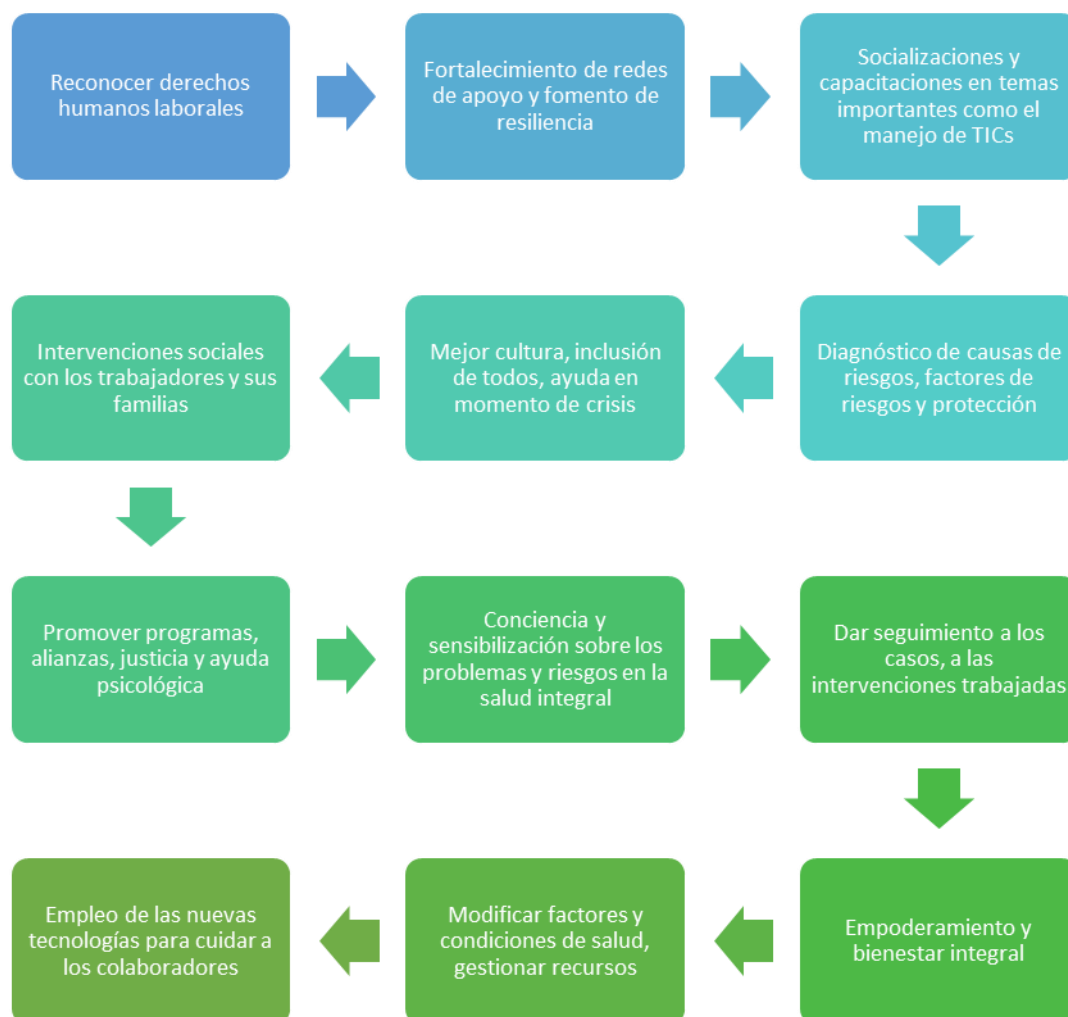 Reconocer derechos
humanos laborales
Fortalecimiento de redes
de apoyo y fomento de
resiliencia
Socializaciones y
capacitaciones en temas
importantes como el
manejo de TICs
Diagnóstico de causas de
riesgos, factores de
riesgos y protección
Mejor cultura, inclusión
de todos, ayuda en
momento de crisis
Intervenciones sociales
con los trabajadores y sus
familias
Promover programas,
alianzas, justicia y ayuda
psicológica
Conciencia y
sensibilización sobre los
problemas y riesgos en la
salud integral
Dar seguimiento a los
casos, a las
intervenciones trabajadas
Empoderamiento y
bienestar integral
Modificar factores y
condiciones de salud,
gestionar recursos
Empleo de las nuevas
tecnologías para cuidar a
los colaboradores